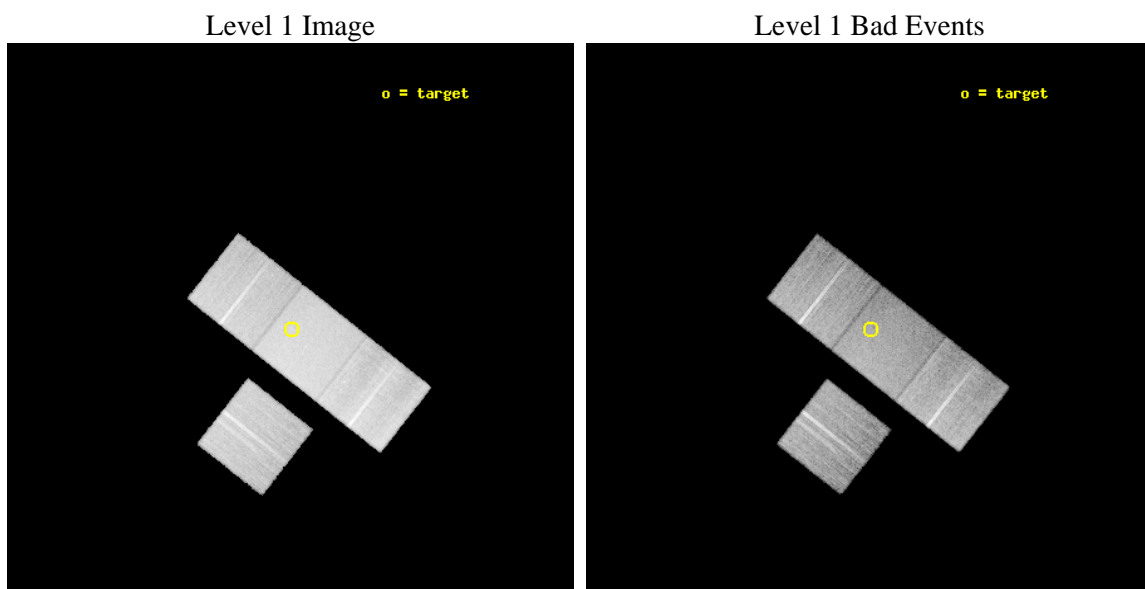 Level 1 Image
Level 1 Bad Events
o = target
o = target